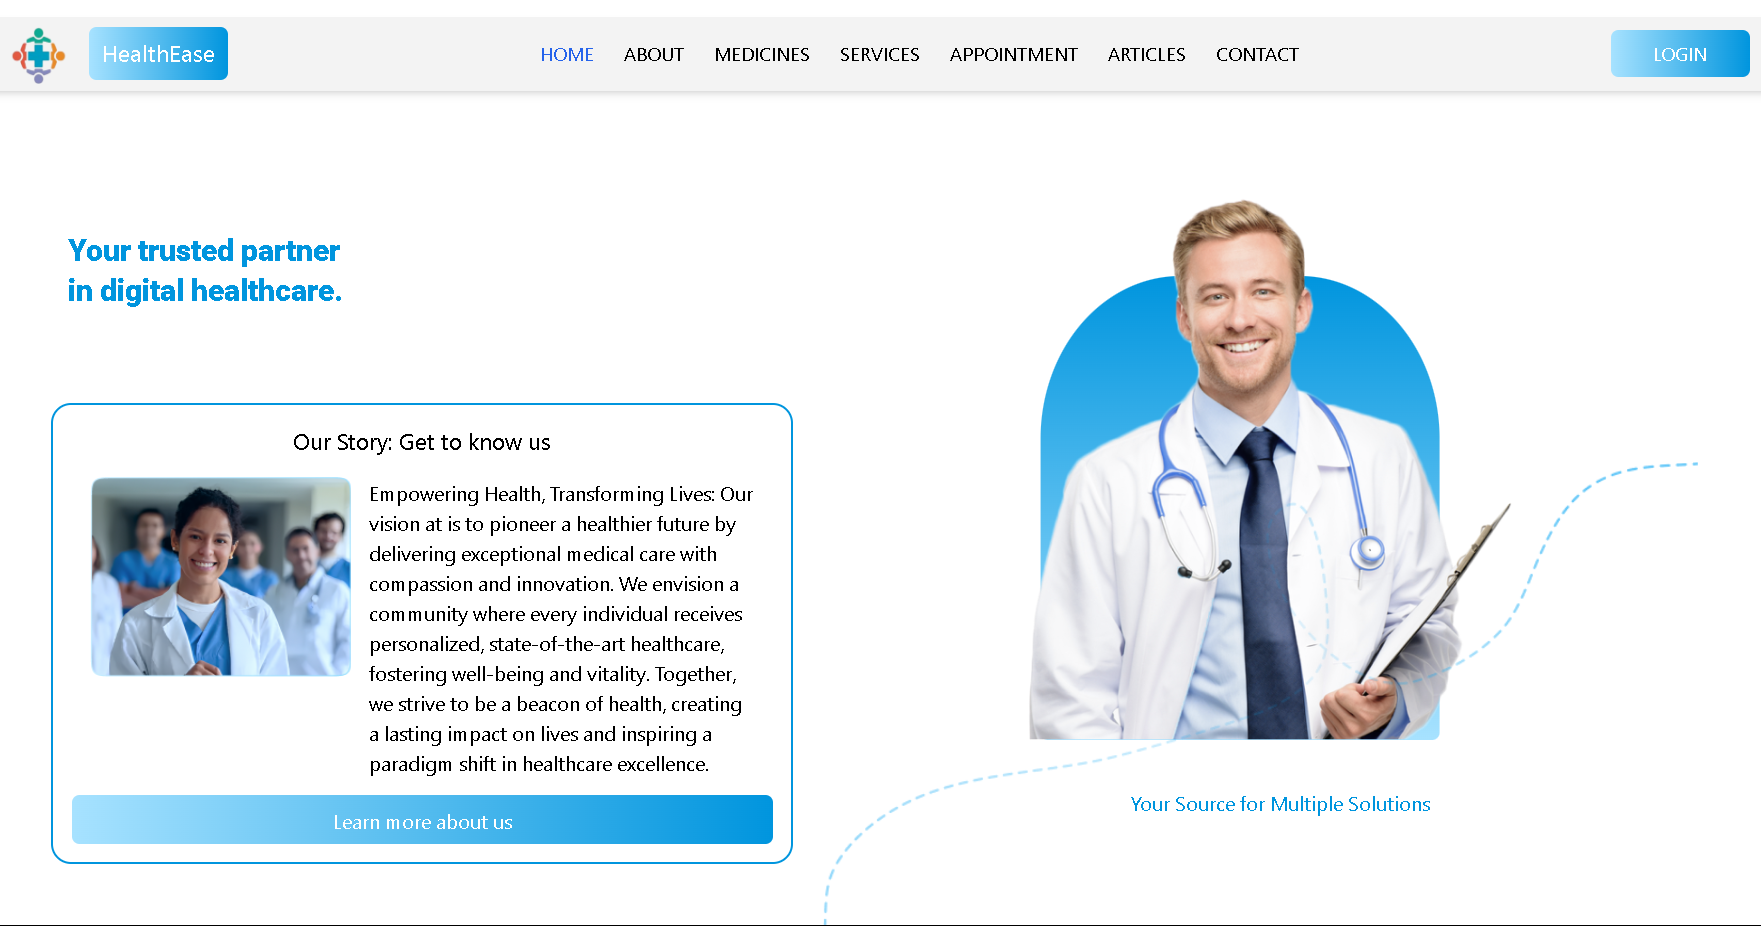 HealthEase
HOME ABOUT MEDICINES SERVICES APPOINTMENT ARTICLES CONTACT
LOGIN
Your trusted partner
in digital healthcare.
Our Story: Get to know us
Empowering Health, Transforming Lives: Our
vision at is to pioneer a healthier future by
delivering exceptional medical care with
compassion and innovation. We envision a
community where every individual receives
personalized, state-of-the-art healthcare,
fostering well-being and vitality. Together,
we strive to be a beacon of health, creating
a lasting impact on lives and inspiring a
paradigm shift in healthcare excellence.
Learn more about us
Your Source for Multiple Solutions